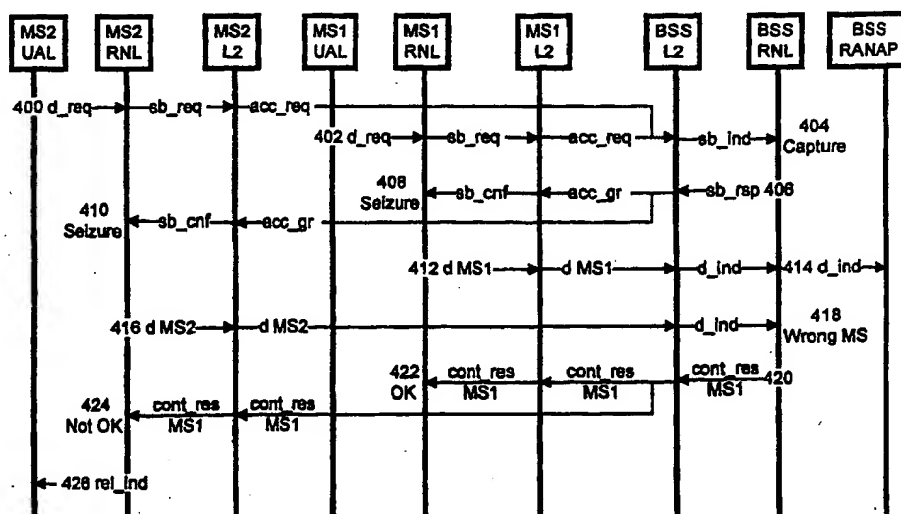 MS2 UAL
MS2 RNL
MS2 L2
MS1 UAL
MS1 RNL
MS1 L2
BSS L2
BSS RNL
BSS RANAP
400 d_req
sb_req
acc_req
402 d_req
sb_req
acc_req
sb_ind
404
Capture
408
Seizure
sb_cnf
acc_gr
sb_rsp 406
410
Seizure
sb_cnf
acc_gr
412 d MS1
d MS1
d_ind
414 d_ind
416 d MS2
d MS2
d_ind
418
Wrong MS
422
OK
cont_res
MS1
cont_res
MS1
cont_res
MS1
420
424
Not OK
cont_res
MS1
cont_res
MS1
426 rel_ind